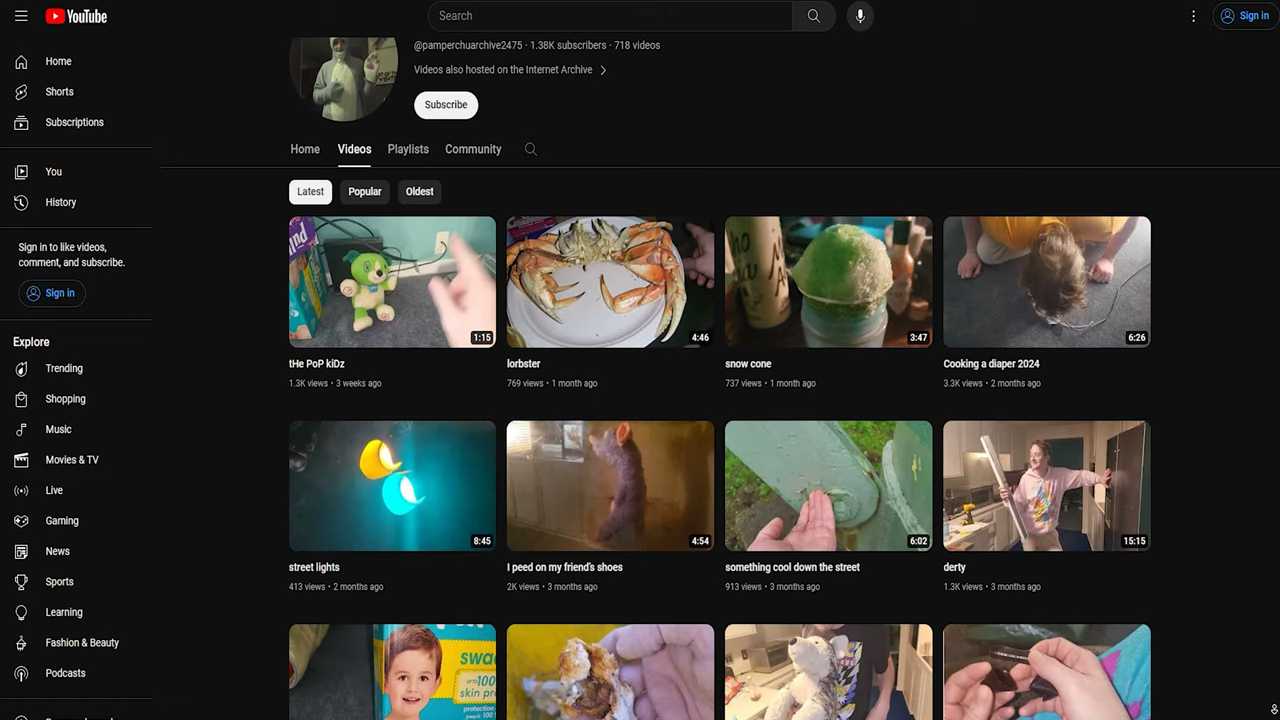 YouTube
Search
Sign in
@pamperchuarchive2475 · 1.38K subscribers · 718 videos
Videos also hosted on the Internet Archive
Subscribe
Home
Shorts
Subscriptions
You
History
Sign in to like videos,
comment, and subscribe.
Sign in
Explore
Trending
Shopping
Music
Movies & TV
Live
Gaming
News
Sports
Learning
Fashion & Beauty
Podcasts
Home
Videos
Playlists
Community
Latest
Popular
Oldest
1:15
4:46
3:47
6:26
tHe PoP kiDz
lorbster
snow cone
Cooking a diaper 2024
1.3K views • 3 weeks ago
769 views • 1 month ago
737 views • 1 month ago
3.3K views • 2 months ago
8:45
4:54
6:02
15:15
street lights
I peed on my friend's shoes
something cool down the street
derty
413 views • 2 months ago
2K views • 3 months ago
913 views • 3 months ago
1.3K views • 3 months ago
swa
100
skin pr